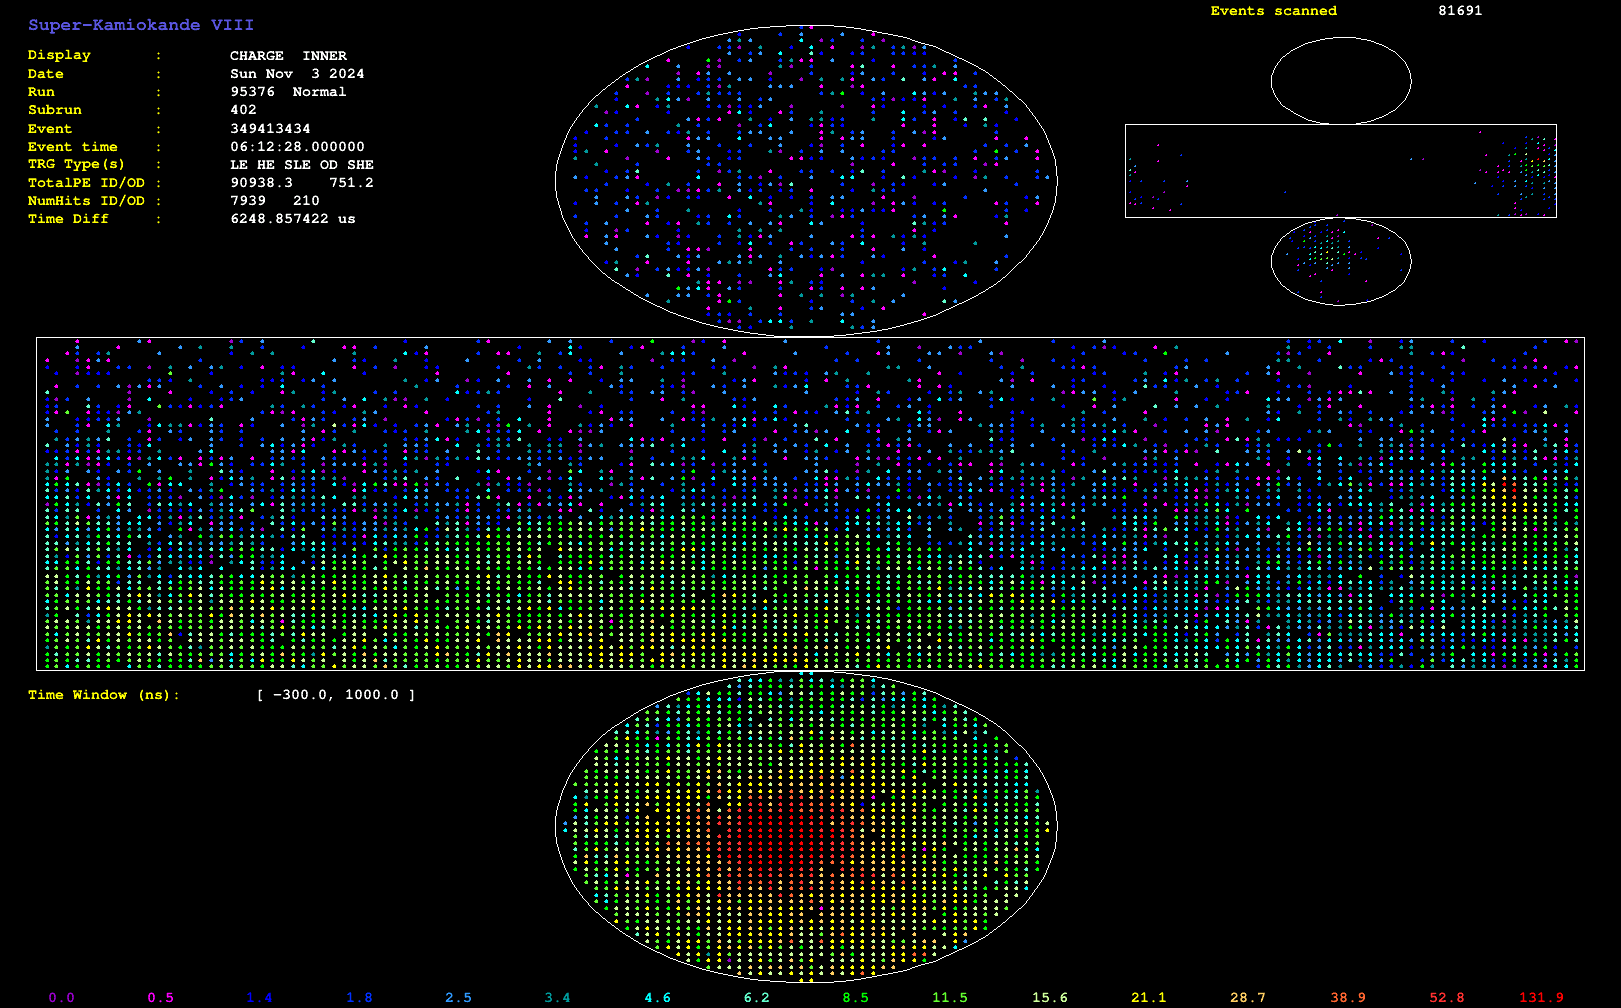 Super-Kamiokande VIII
Events scanned 81691
Display : CHARGE INNER
Date : Sun Nov 3 2024
Run : 95376 Normal
Subrun : 402
Event : 349413434
Event time : 06:12:28.000000
TRG Type(s) : LE HE SLE OD SHE
TotalPE ID/OD : 90938.3 751.2
NumHits ID/OD : 7939 210
Time Diff : 6248.857422 us
Time Window (ns): [ -300.0, 1000.0 ]
0.0 0.5 1.4 1.8 2.5 3.4 4.6 6.2 8.5 11.5 15.6 21.1 28.7 38.9 52.8 131.9